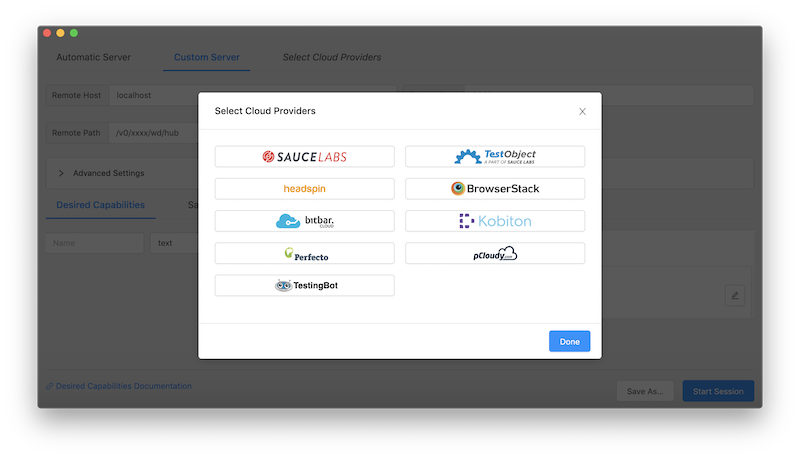 Automatic Server
Custom Server
Select Cloud Providers
Remote Host
localhost
Remote Path
/v0/xxxx/wd/hub
Advanced Settings
Desired Capabilities
Sa
Name
text
Select Cloud Providers
SAUCELABS
TestObject
A PART OF SAUCE LABS
headspin
BrowserStack
bitbar.
CLOUD
Kobiton
Perfecto
pCloudy.com
TestingBot
Done
Desired Capabilities Documentation
Save As...
Start Session